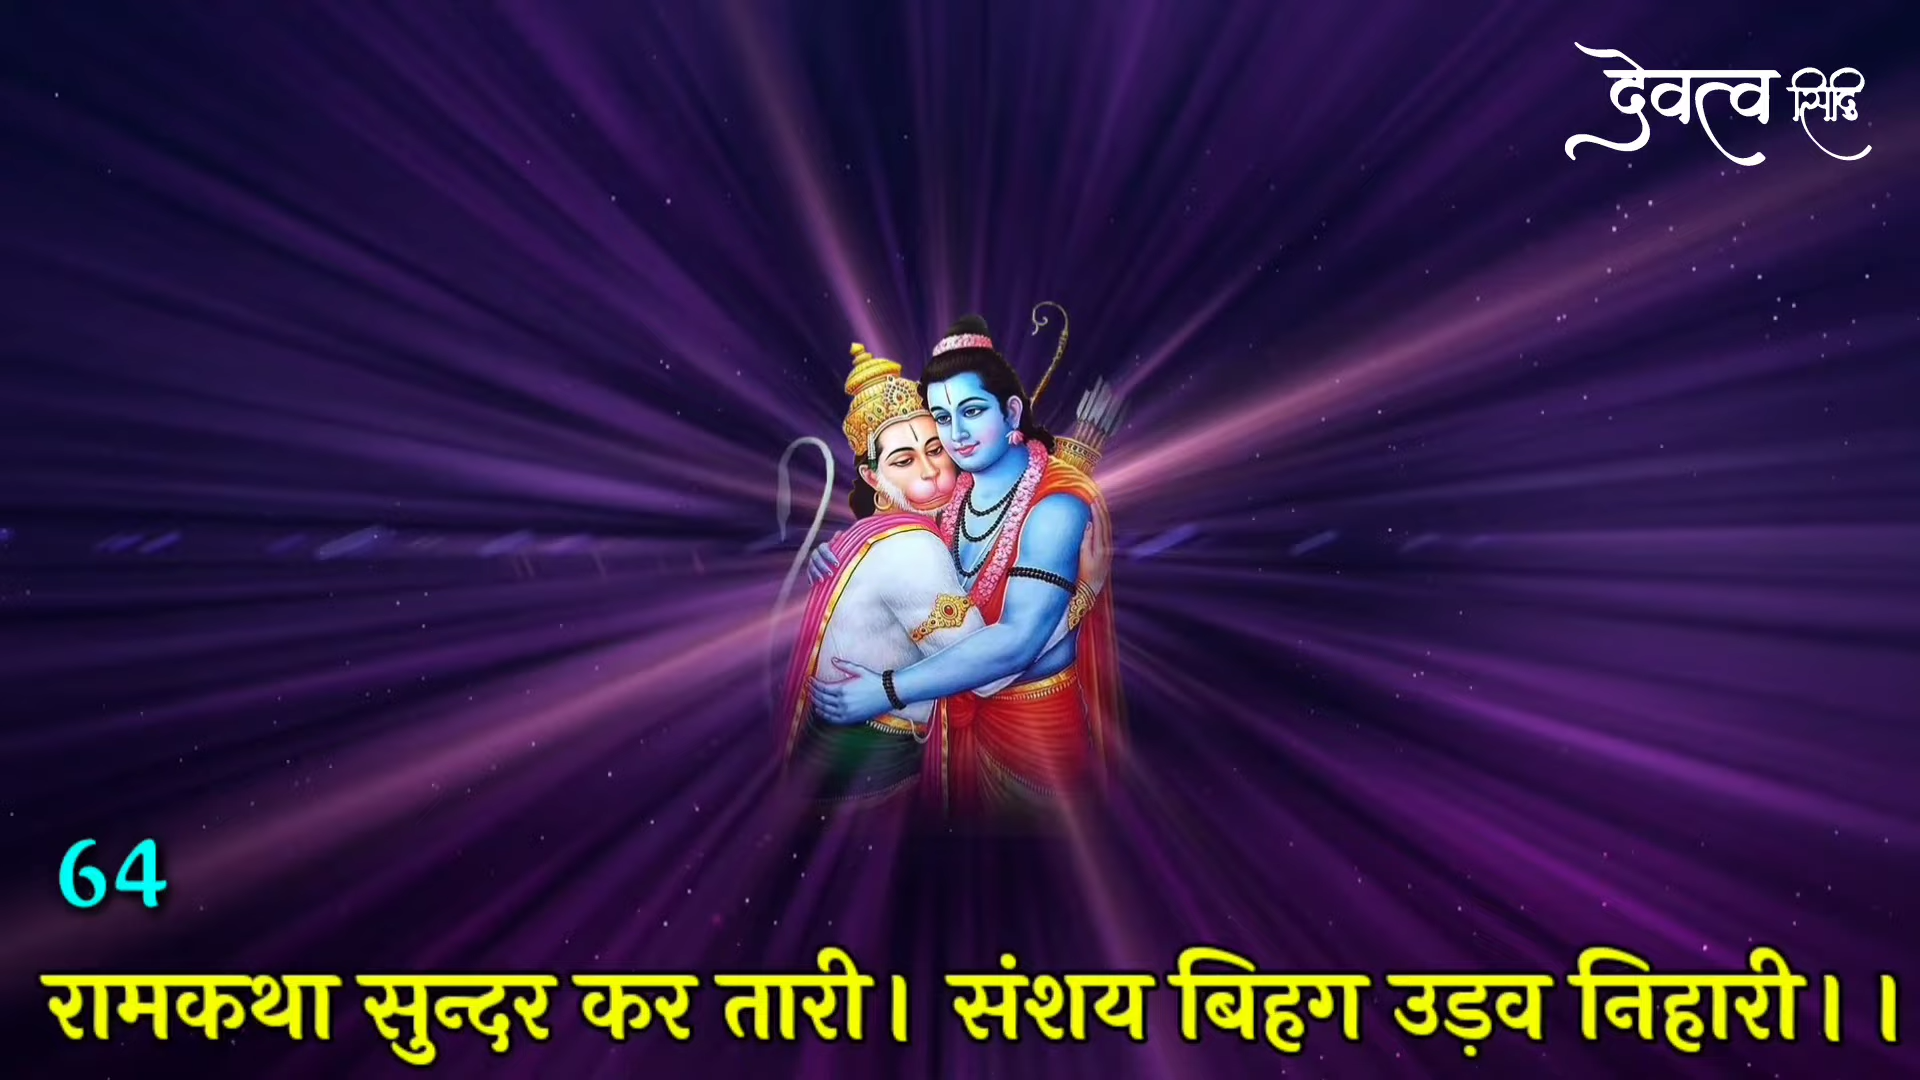 देवत्व सिद्धि
64
रामकथा सुन्दर कर तारी। संशय बिहग उड़व निहारी।।